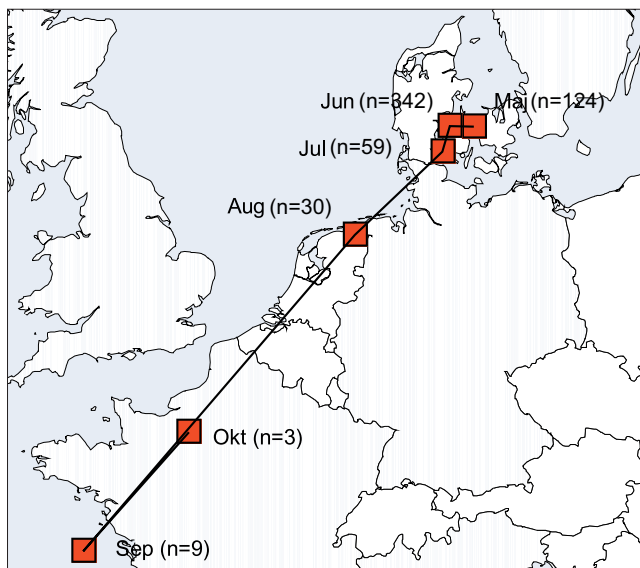 Jun (n=342)
Maj (n=124)
Jul (n=59)
Aug (n=30)
Okt (n=3)
Sep (n=9)